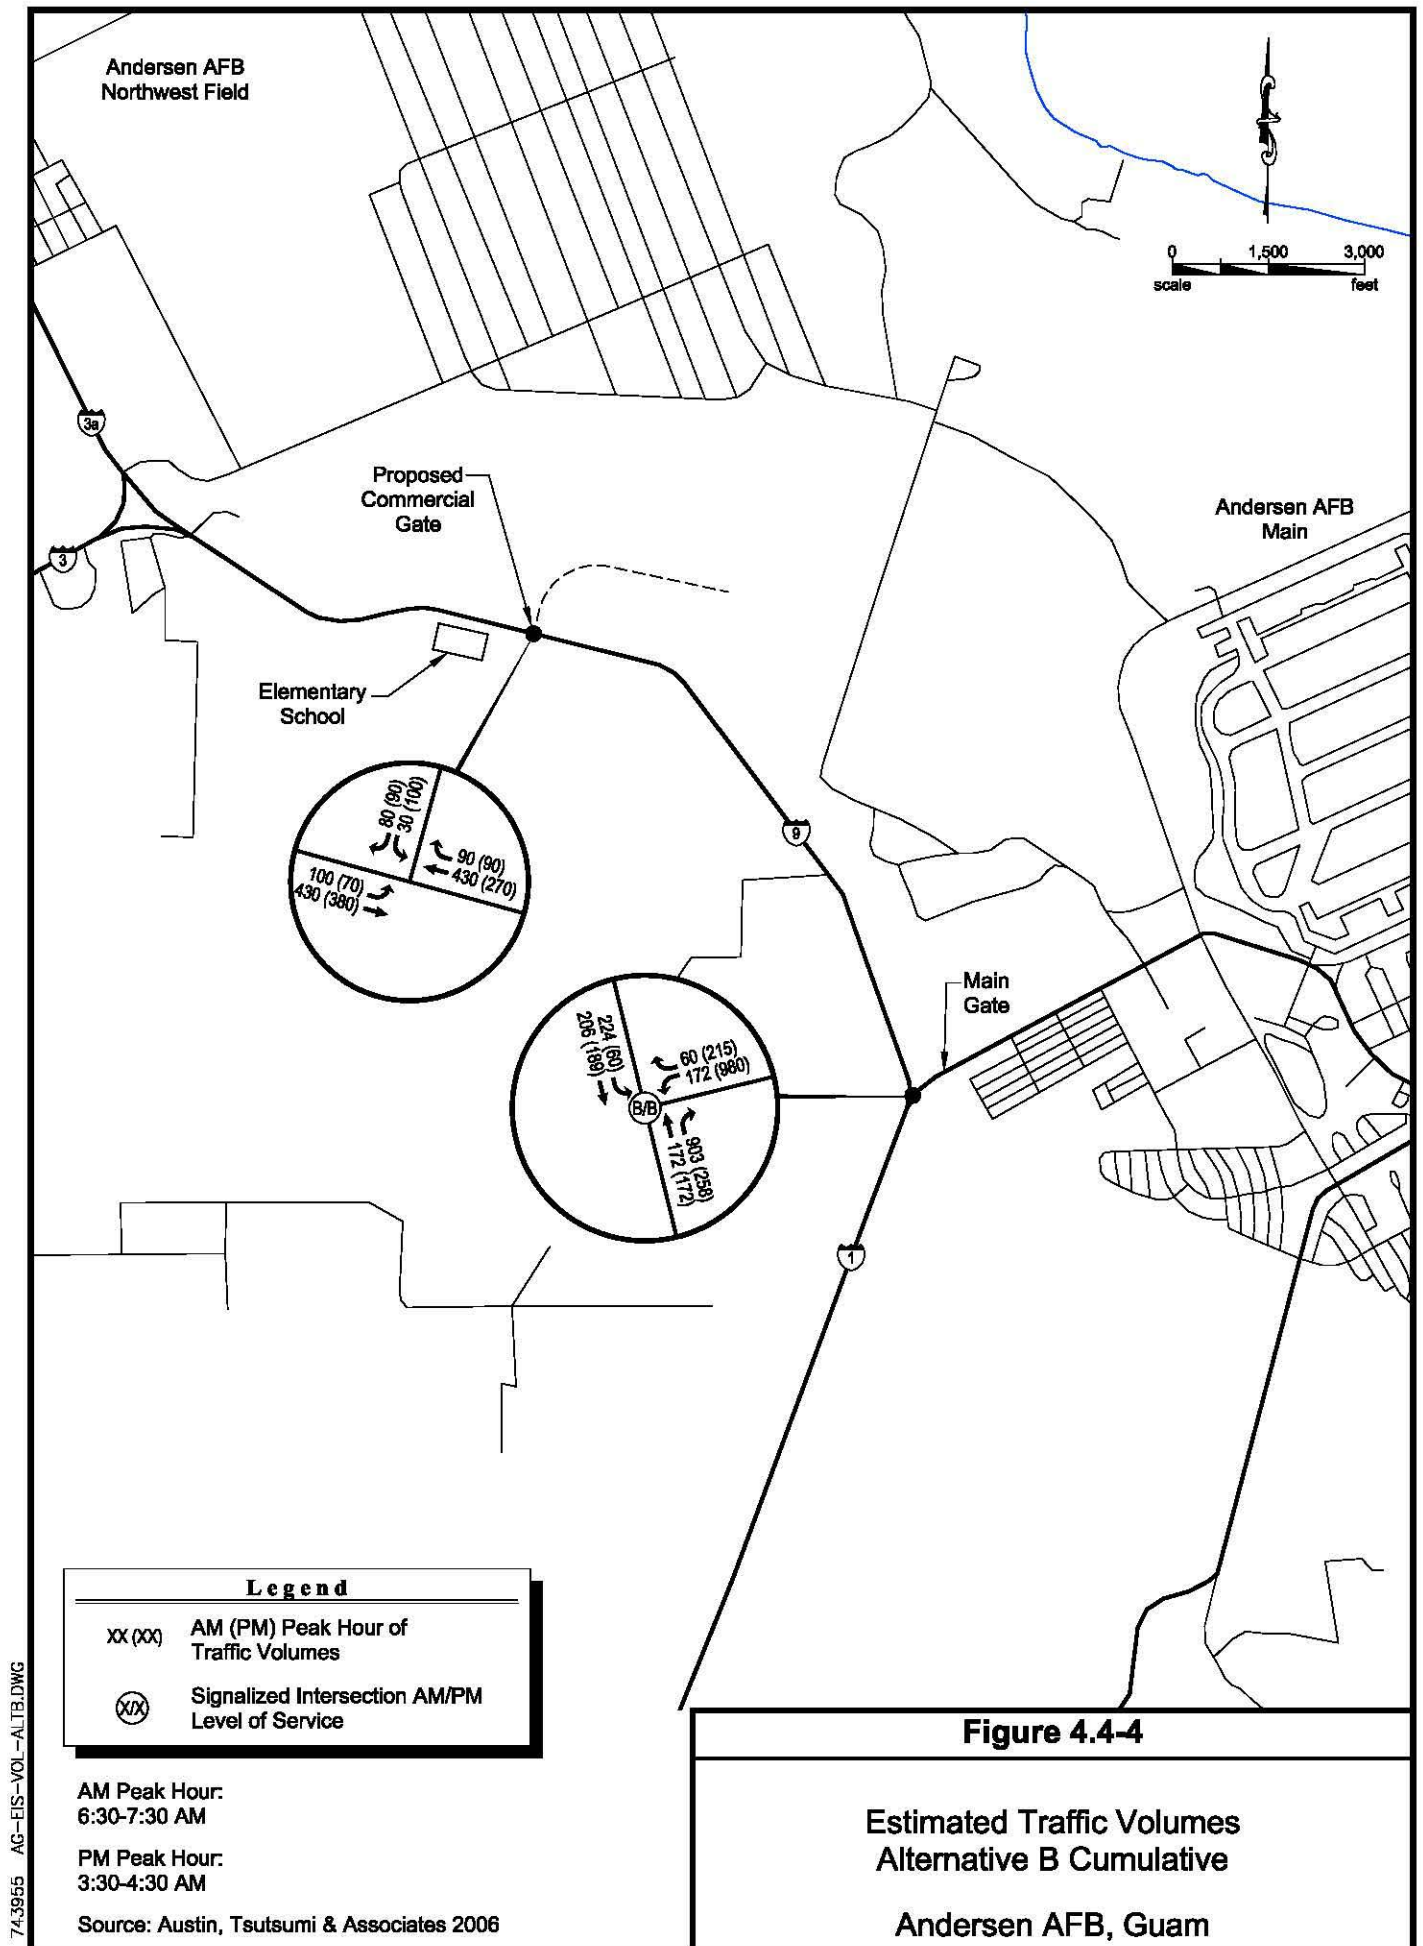 Andersen AFB
Northwest Field
0 1,500 3,000
scale feet
3a
Proposed
Commercial
Gate
Andersen AFB
Main
3
Elementary
School
80 (90)
30 (100)
90 (90)
430 (270)
100 (70)
430 (380)
9
Main
Gate
224 (60)
206 (189)
60 (215)
172 (980)
B/B
903 (258)
172 (172)
1
Legend
XX (XX) AM (PM) Peak Hour of
Traffic Volumes
X/X Signalized Intersection AM/PM
Level of Service
AM Peak Hour:
6:30-7:30 AM
PM Peak Hour:
3:30-4:30 AM
Source: Austin, Tsutsumi & Associates 2006
743955 AG-EIS-VOL-ALTB.DWG
Figure 4.4-4
Estimated Traffic Volumes
Alternative B Cumulative
Andersen AFB, Guam